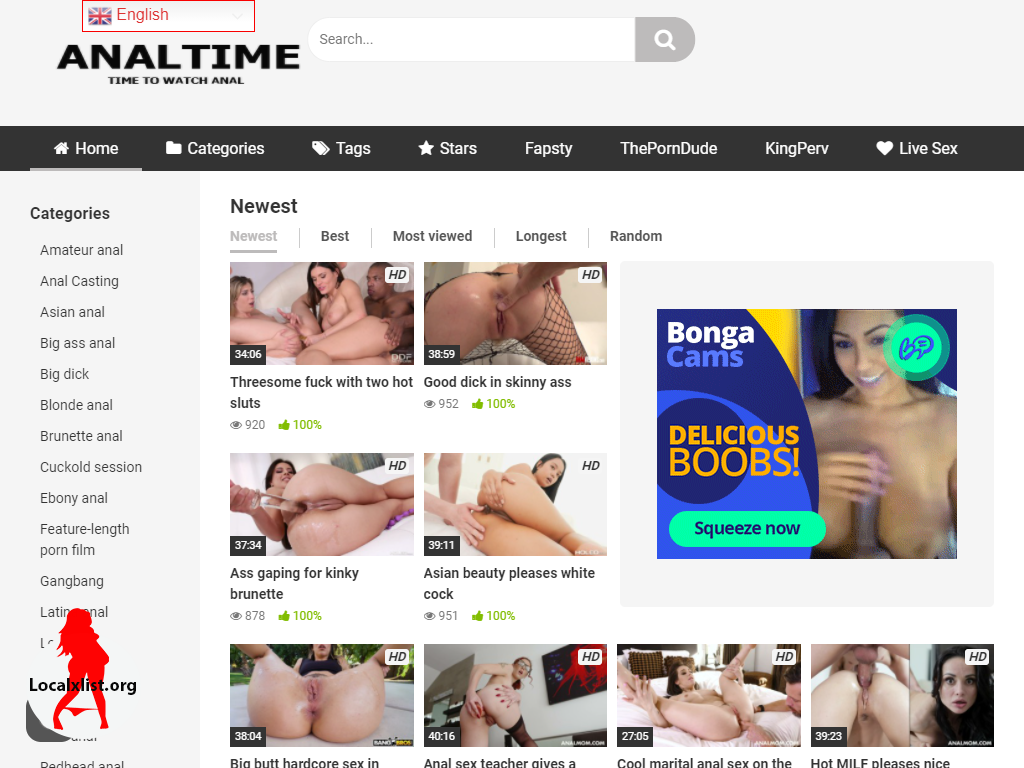 English
ANALTIME
TIME TO WATCH ANAL
Search...
Home
Categories
Tags
Stars
Fapsty
ThePornDude
KingPerv
Live Sex
Categories
Amateur anal
Anal Casting
Asian anal
Big ass anal
Big dick
Blonde anal
Brunette anal
Cuckold session
Ebony anal
Feature-length
porn film
Gangbang
Localxlist.org
Redhead anal
Newest
Newest
Best
Most viewed
Longest
Random
HD
34:06
Threesome fuck with two hot
sluts
920
100%
HD
38:59
Good dick in skinny ass
952
100%
Bonga
Cams
DELICIOUS
BOOBS!
Squeeze now
HD
37:34
Ass gaping for kinky
brunette
878
100%
HD
39:11
Asian beauty pleases white
cock
951
100%
HD
38:04
Big butt hardcore sex in
HD
40:16
ANALMOM.COM
Anal sex teacher gives a
HD
27:05
ANALMOM.COM
Cool marital anal sex on the
HD
39:23
ANALMOM.COM
Hot MILF pleases nice